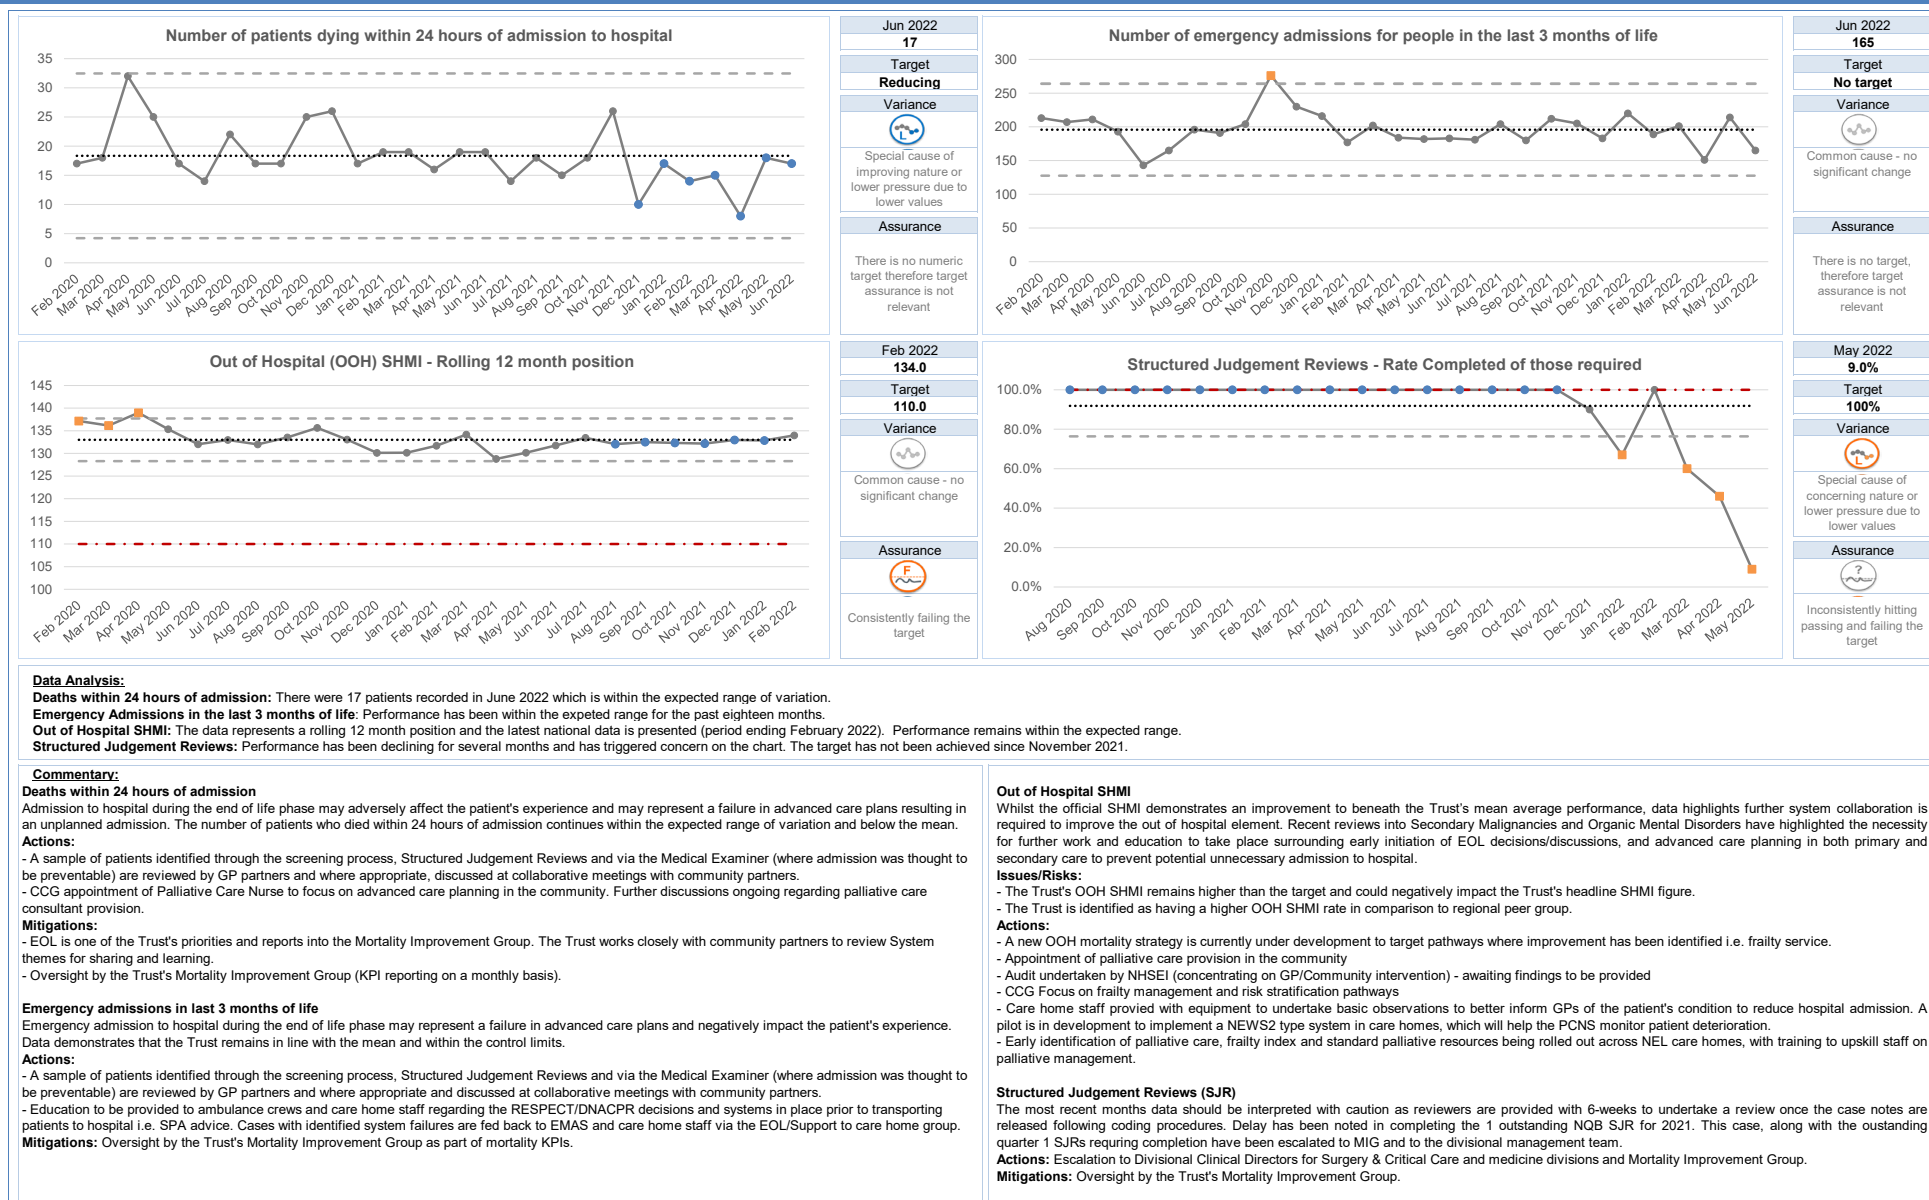 Number of patients dying within 24 hours of admission to hospital
35
30
25
20
15
10
5
0
Feb 2020
Mar 2020
Apr 2020
May 2020
Jun 2020
Jul 2020
Aug 2020
Sep 2020
Oct 2020
Nov 2020
Dec 2020
Jan 2021
Feb 2021
Mar 2021
Apr 2021
May 2021
Jun 2021
Jul 2021
Aug 2021
Sep 2021
Oct 2021
Nov 2021
Dec 2021
Jan 2022
Feb 2022
Mar 2022
Apr 2022
May 2022
Jun 2022
Jun 2022
17
Target
Reducing
Variance
L
Special cause of
improving nature or
lower pressure due to
lower values
Assurance
There is no numeric
target therefore target
assurance is not
relevant
Number of emergency admissions for people in the last 3 months of life
300
250
200
150
100
50
0
Feb 2020
Mar 2020
Apr 2020
May 2020
Jun 2020
Jul 2020
Aug 2020
Sep 2020
Oct 2020
Nov 2020
Dec 2020
Jan 2021
Feb 2021
Mar 2021
Apr 2021
May 2021
Jun 2021
Jul 2021
Aug 2021
Sep 2021
Oct 2021
Nov 2021
Dec 2021
Jan 2022
Feb 2022
Mar 2022
Apr 2022
May 2022
Jun 2022
Jun 2022
165
Target
No target
Variance
Common cause - no
significant change
Assurance
There is no target,
therefore target
assurance is not
relevant
Out of Hospital (OOH) SHMI - Rolling 12 month position
145
140
135
130
125
120
115
110
105
100
Feb 2020
Mar 2020
Apr 2020
May 2020
Jun 2020
Jul 2020
Aug 2020
Sep 2020
Oct 2020
Nov 2020
Dec 2020
Jan 2021
Feb 2021
Mar 2021
Apr 2021
May 2021
Jun 2021
Jul 2021
Aug 2021
Sep 2021
Oct 2021
Nov 2021
Dec 2021
Jan 2022
Feb 2022
Feb 2022
134.0
Target
110.0
Variance
Common cause - no
significant change
Assurance
F
Consistently failing the
target
Structured Judgement Reviews - Rate Completed of those required
100.0%
80.0%
60.0%
40.0%
20.0%
0.0%
Aug 2020
Sep 2020
Oct 2020
Nov 2020
Dec 2020
Jan 2021
Feb 2021
Mar 2021
Apr 2021
May 2021
Jun 2021
Jul 2021
Aug 2021
Sep 2021
Oct 2021
Nov 2021
Dec 2021
Jan 2022
Feb 2022
Mar 2022
Apr 2022
May 2022
May 2022
9.0%
Target
100%
Variance
L
Special cause of
concerning nature or
lower pressure due to
lower values
Assurance
?
Inconsistently hitting
passing and failing the
target
Data Analysis:
Deaths within 24 hours of admission: There were 17 patients recorded in June 2022 which is within the expected range of variation.
Emergency Admissions in the last 3 months of life: Performance has been within the expeted range for the past eighteen months.
Out of Hospital SHMI: The data represents a rolling 12 month position and the latest national data is presented (period ending February 2022). Performance remains within the expected range.
Structured Judgement Reviews: Performance has been declining for several months and has triggered concern on the chart. The target has not been achieved since November 2021.
Commentary:
Deaths within 24 hours of admission
Admission to hospital during the end of life phase may adversely affect the patient's experience and may represent a failure in advanced care plans resulting in
an unplanned admission. The number of patients who died within 24 hours of admission continues within the expected range of variation and below the mean.
Actions:
- A sample of patients identified through the screening process, Structured Judgement Reviews and via the Medical Examiner (where admission was thought to
be preventable) are reviewed by GP partners and where appropriate, discussed at collaborative meetings with community partners.
- CCG appointment of Palliative Care Nurse to focus on advanced care planning in the community. Further discussions ongoing regarding palliative care
consultant provision.
Mitigations:
- EOL is one of the Trust's priorities and reports into the Mortality Improvement Group. The Trust works closely with community partners to review System
themes for sharing and learning.
- Oversight by the Trust's Mortality Improvement Group (KPI reporting on a monthly basis).
Emergency admissions in last 3 months of life
Emergency admission to hospital during the end of life phase may represent a failure in advanced care plans and negatively impact the patient's experience.
Data demonstrates that the Trust remains in line with the mean and within the control limits.
Actions:
- A sample of patients identified through the screening process, Structured Judgement Reviews and via the Medical Examiner (where admission was thought to
be preventable) are reviewed by GP partners and where appropriate and discussed at collaborative meetings with community partners.
- Education to be provided to ambulance crews and care home staff regarding the RESPECT/DNACPR decisions and systems in place prior to transporting
patients to hospital i.e. SPA advice. Cases with identified system failures are fed back to EMAS and care home staff via the EOL/Support to care home group.
Mitigations: Oversight by the Trust's Mortality Improvement Group as part of mortality KPIs.
Out of Hospital SHMI
Whilst the official SHMI demonstrates an improvement to beneath the Trust's mean average performance, data highlights further system collaboration is
required to improve the out of hospital element. Recent reviews into Secondary Malignancies and Organic Mental Disorders have highlighted the necessity
for further work and education to take place surrounding early initiation of EOL decisions/discussions, and advanced care planning in both primary and
secondary care to prevent potential unnecessary admission to hospital.
Issues/Risks:
- The Trust's OOH SHMI remains higher than the target and could negatively impact the Trust's headline SHMI figure.
- The Trust is identified as having a higher OOH SHMI rate in comparison to regional peer group.
Actions:
- A new OOH mortality strategy is currently under development to target pathways where improvement has been identified i.e. frailty service.
- Appointment of palliative care provision in the community
- Audit undertaken by NHSEI (concentrating on GP/Community intervention) - awaiting findings to be provided
- CCG Focus on frailty management and risk stratification pathways
- Care home staff provied with equipment to undertake basic observations to better inform GPs of the patient's condition to reduce hospital admission. A
pilot is in development to implement a NEWS2 type system in care homes, which will help the PCNS monitor patient deterioration.
- Early identification of palliative care, frailty index and standard palliative resources being rolled out across NEL care homes, with training to upskill staff on
palliative management.
Structured Judgement Reviews (SJR)
The most recent months data should be interpreted with caution as reviewers are provided with 6-weeks to undertake a review once the case notes are
released following coding procedures. Delay has been noted in completing the 1 outstanding NQB SJR for 2021. This case, along with the oustanding
quarter 1 SJRs requring completion have been escalated to MIG and to the divisional management team.
Actions: Escalation to Divisional Clinical Directors for Surgery & Critical Care and medicine divisions and Mortality Improvement Group.
Mitigations: Oversight by the Trust's Mortality Improvement Group.